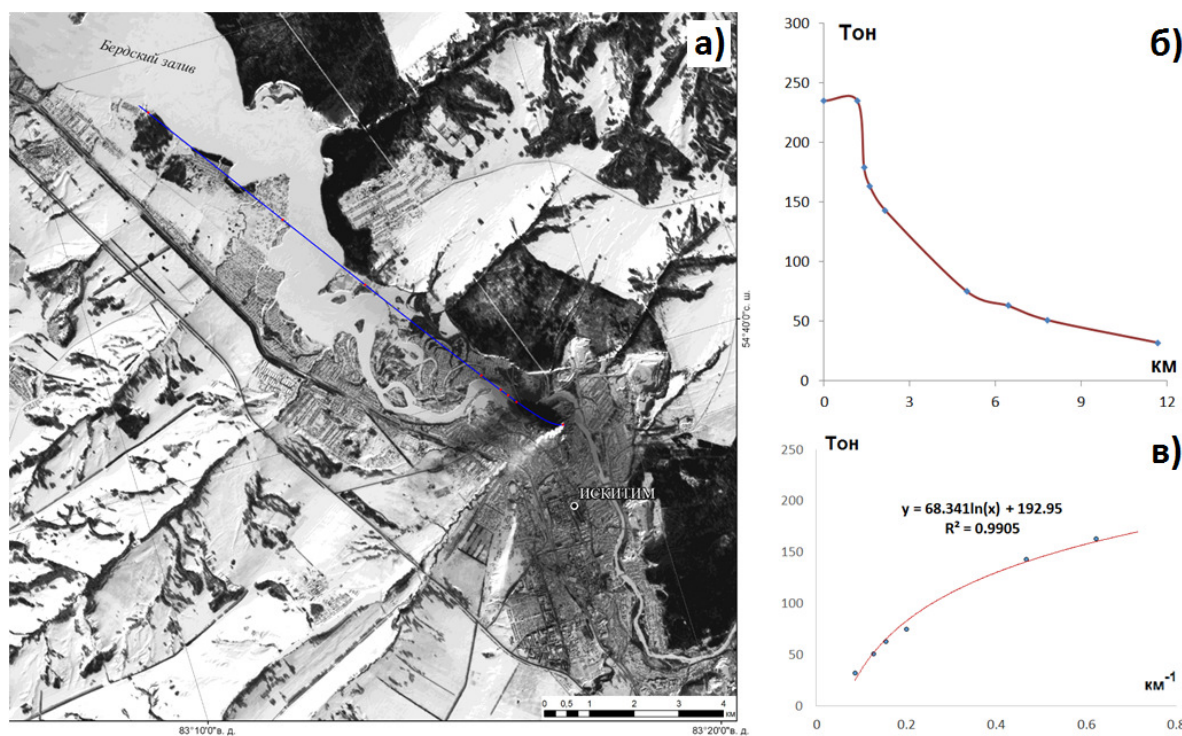 а)
Бердский залив
ИСКИТИМ
54°40'0"с. ш.
0 0,5 1 2 3 4
км
83°10'0"в. д.
83°20'0"в. д.
б)
Тон
300
250
200
150
100
50
0
0 3 6 9 12
км
в)
Тон
250
200
150
100
50
0
y = 68.341ln(x) + 192.95
R² = 0.9905
км⁻¹
0 0.2 0.4 0.6 0.8